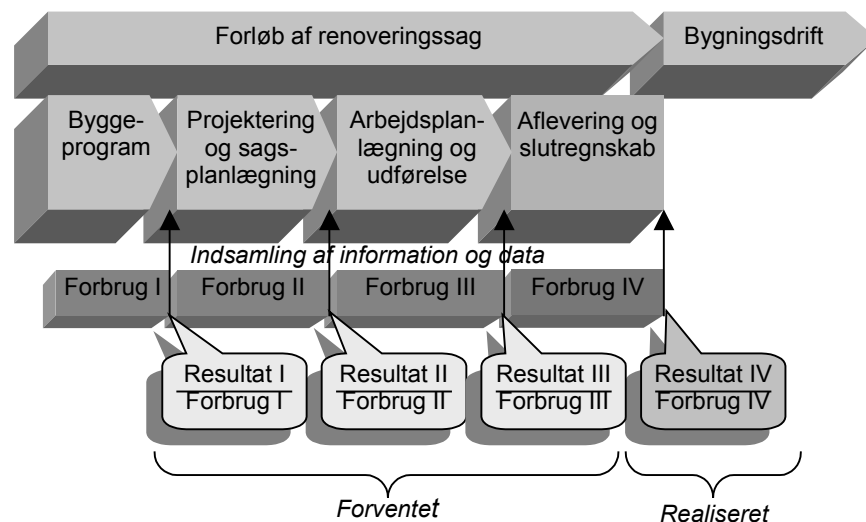 Forløb af renoveringssag
Bygningsdrift
Bygge-
program
Projektering
og sags-
planlægning
Arbejdsplan-
lægning og
udførelse
Aflevering og
slutregnskab
Indsamling af information og data
Forbrug I
Forbrug II
Forbrug III
Forbrug IV
Resultat I
Forbrug I
Resultat II
Forbrug II
Resultat III
Forbrug III
Resultat IV
Forbrug IV
Forventet
Realiseret